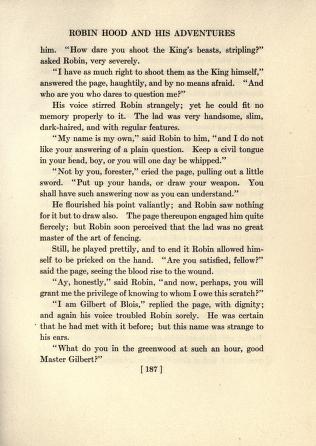 ROBIN HOOD AND HIS ADVENTURES
him. "How dare you shoot the King's beasts, stripling?"
asked Robin, very severely.
"I have as much right to shoot them as the King himself,"
answered the page, haughtily, and by no means afraid. "And
who are you who dares to question me?"
His voice stirred Robin strangely; yet he could fit no
memory properly to it. The lad was very handsome, slim,
dark-haired, and with regular features.
"My name is my own," said Robin to him, "and I do not
like your answering of a plain question. Keep a civil tongue
in your head, boy, or you will one day be whipped."
"Not by you, forester," cried the page, pulling out a little
sword. "Put up your hands, or draw your weapon. You
shall have such answering now as you can understand."
He flourished his point valiantly; and Robin saw nothing
for it but to draw also. The page thereupon engaged him quite
fiercely; but Robin soon perceived that the lad was no great
master of the art of fencing.
Still, he played prettily, and to end it Robin allowed him-
self to be pricked on the hand. "Are you satisfied, fellow?"
said the page, seeing the blood rise to the wound.
"Ay, honestly," said Robin, "and now, perhaps, you will
grant me the privilege of knowing to whom I owe this scratch?"
"I am Gilbert of Blois," replied the page, with dignity;
and again his voice troubled Robin sorely. He was certain
that he had met with it before; but this name was strange to
his ears.
"What do you in the greenwood at such an hour, good
Master Gilbert?"
[187]